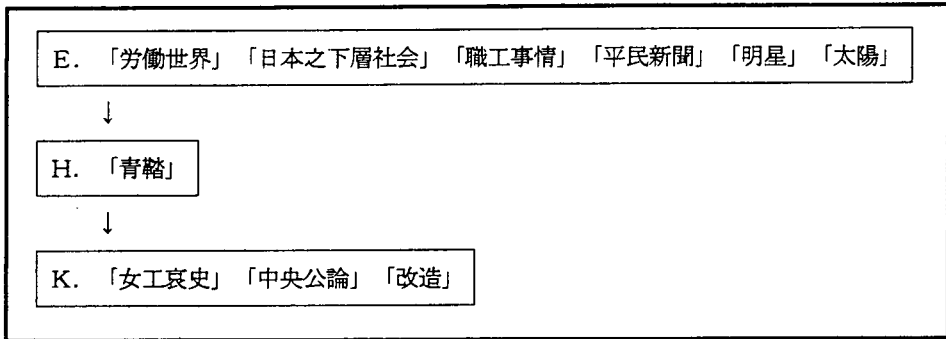 E. 「労働世界」「日本之下層社会」「職工事情」「平民新聞」「明星」「太陽」
↓
H. 「青鞜」
↓
K. 「女工哀史」「中央公論」「改造」